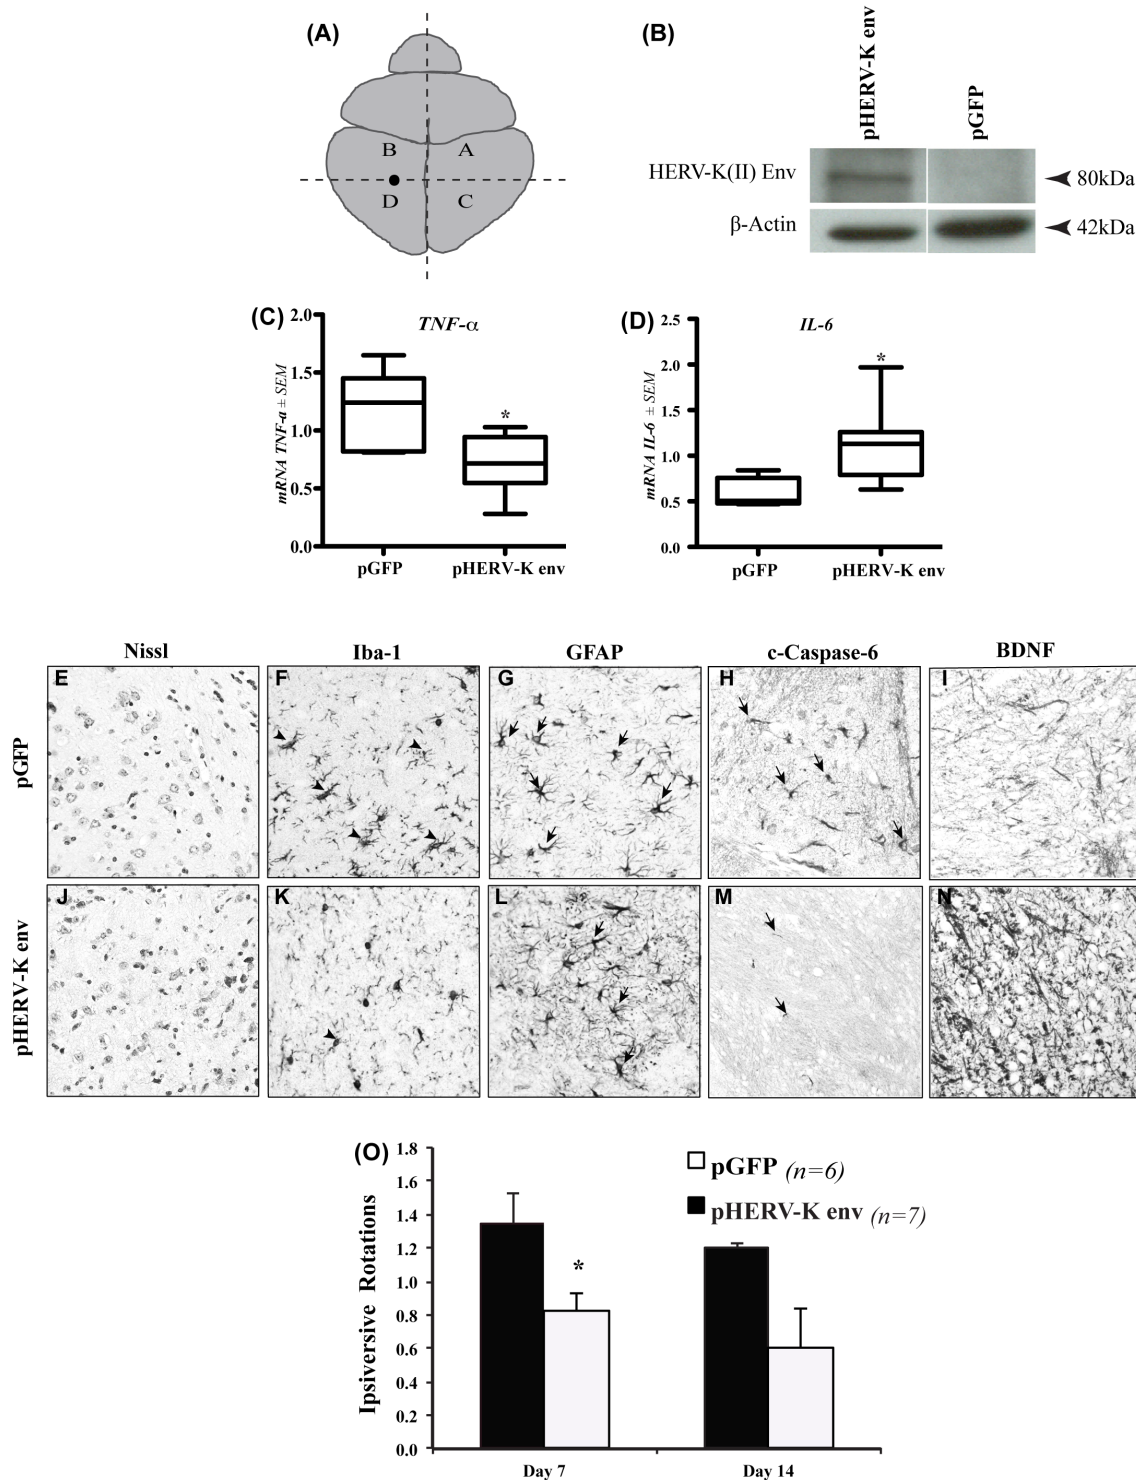 (A)
B A
D C
(B)
pHERV-K env
pGFP
HERV-K(II) Env
80kDa
β-Actin
42kDa
(C)
TNF-α
2.0
1.5
1.0
0.5
0.0
mRNA TNF-α ± SEM
*
pGFP pHERV-K env
(D)
IL-6
2.5
2.0
1.5
1.0
0.5
0.0
mRNA IL-6 ± SEM
*
pGFP pHERV-K env
Nissl Iba-1 GFAP c-Caspase-6 BDNF
pGFP
E F G H I
pHERV-K env
J K L M N
(O)
1.8
1.6
1.4
1.2
1.0
0.8
0.6
0.4
0.2
0.0
Ipsiversive Rotations
pGFP (n=6)
pHERV-K env (n=7)
*
Day 7 Day 14